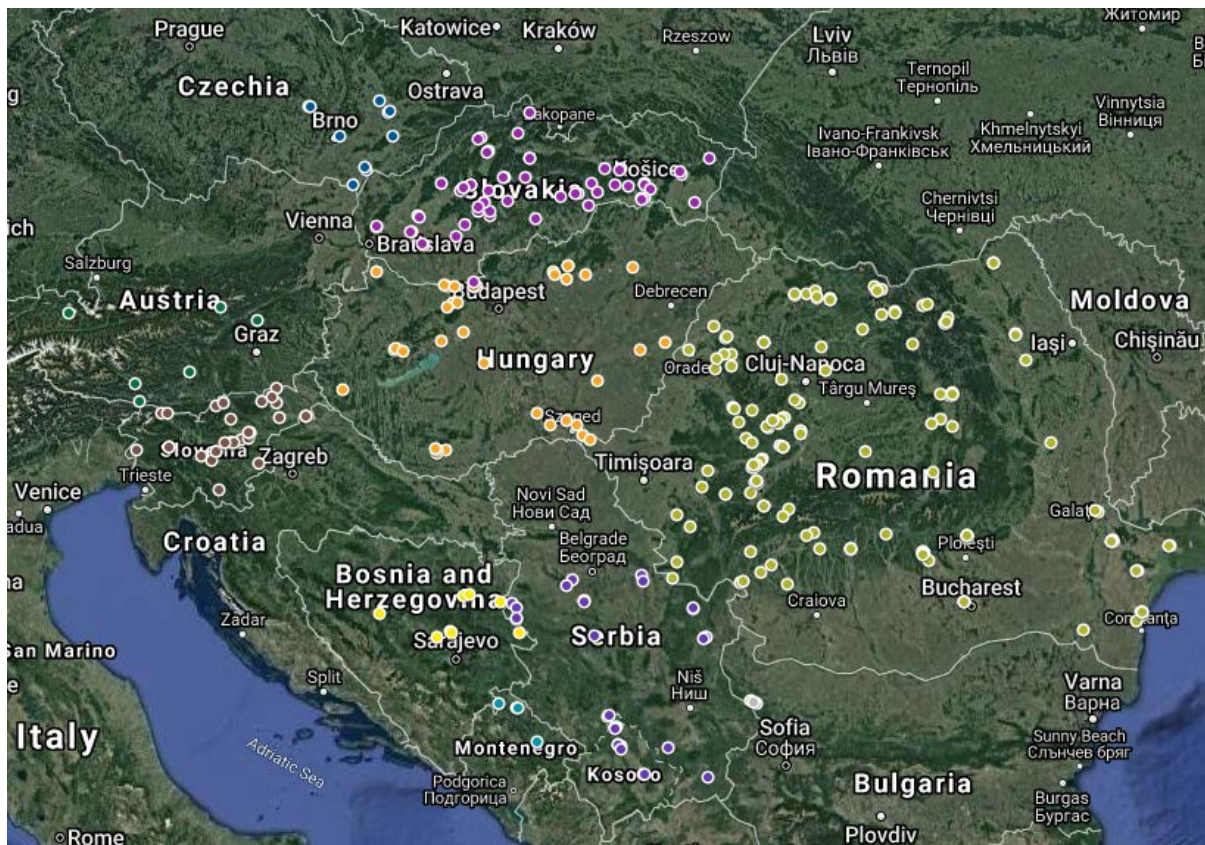 Житомир
Prague
Katowice
Kraków
Rzeszow
Lviv
Львів
Czechia
Ostrava
Ternopil
Тернопіль
Vinnytsia
Вінниця
Brno
Zakopane
Ivano-Frankivsk
Івано-Франківськ
Khmelnytskyi
Хмельницький
Košice
Slovakia
Chernivtsi
Чернівці
Vienna
Bratislava
Salzburg
Austria
Budapest
Debrecen
Moldova
Graz
Hungary
Iași
Chișinău
Oradea
Cluj-Napoca
Târgu Mureș
Szeged
Slovenia
Zagreb
Timișoara
Romania
Trieste
Venice
adua
Novi Sad
Нови Сад
Galați
Croatia
Belgrade
Београд
Ploiești
Bosnia and
Herzegovina
Bucharest
Craiova
Constanța
Zadar
Serbia
Sarajevo
San Marino
Split
Niš
Ниш
Varna
Варна
Sofia
София
Italy
Adriatic Sea
Montenegro
Sunny Beach
Слънчев бряг
Kosovo
Podgorica
Подгорица
Bulgaria
Burgas
Бургас
Rome
Plovdiv